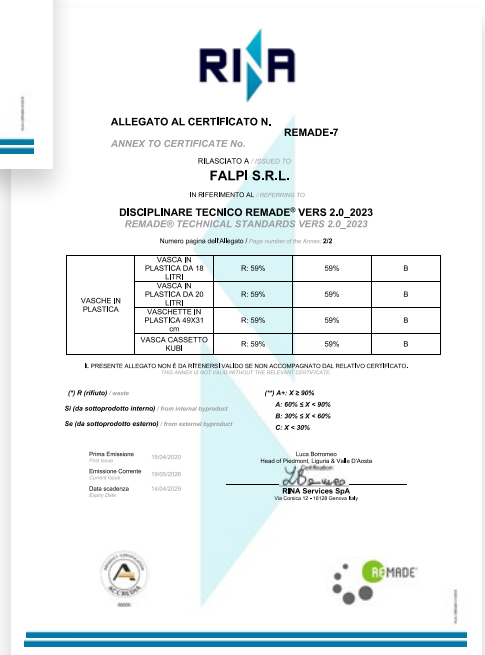 RINA
ALLEGATO AL CERTIFICATO N.
REMADE-7
ANNEX TO CERTIFICATE No.
RILASCIATO A / ISSUED TO
FALPI S.R.L.
IN RIFERIMENTO AL / REFERRING TO
DISCIPLINARE TECNICO REMADE® VERS 2.0_2023
REMADE® TECHNICAL STANDARDS VERS 2.0_2023
Numero pagina dell'Allegato / Page number of the Annex: 2/2
VASCHE IN PLASTICA
VASCA IN PLASTICA DA 18 LITRI R: 59% 59% B
VASCA IN PLASTICA DA 20 LITRI R: 59% 59% B
VASCHETTE IN PLASTICA 49X31 cm R: 59% 59% B
VASCA CASSETTO KUBI R: 59% 59% B
IL PRESENTE ALLEGATO NON È DA RITENERSI VALIDO SE NON ACCOMPAGNATO DAL RELATIVO CERTIFICATO.
THIS ANNEX IS NOT VALID WITHOUT THE RELEVANT CERTIFICATE.
(*) R (rifiuto) / waste
Si (da sottoprodotto interno) / from internal byproduct
Se (da sottoprodotto esterno) / from external byproduct
(**) A+: X ≥ 90%
A: 60% ≤ X < 90%
B: 30% ≤ X < 60%
C: X < 30%
Prima Emissione 15/04/2020
First Issue
Emissione Corrente
Current Issue
Data scadenza 14/04/2029
Expiry Date
Luca Borromeo
Head of Piedmont, Liguria & Valle D'Aosta
Certification
RINA Services SpA
Via Corsica 12 - 16128 Genova Italy
ACCREDIA
REMADE®